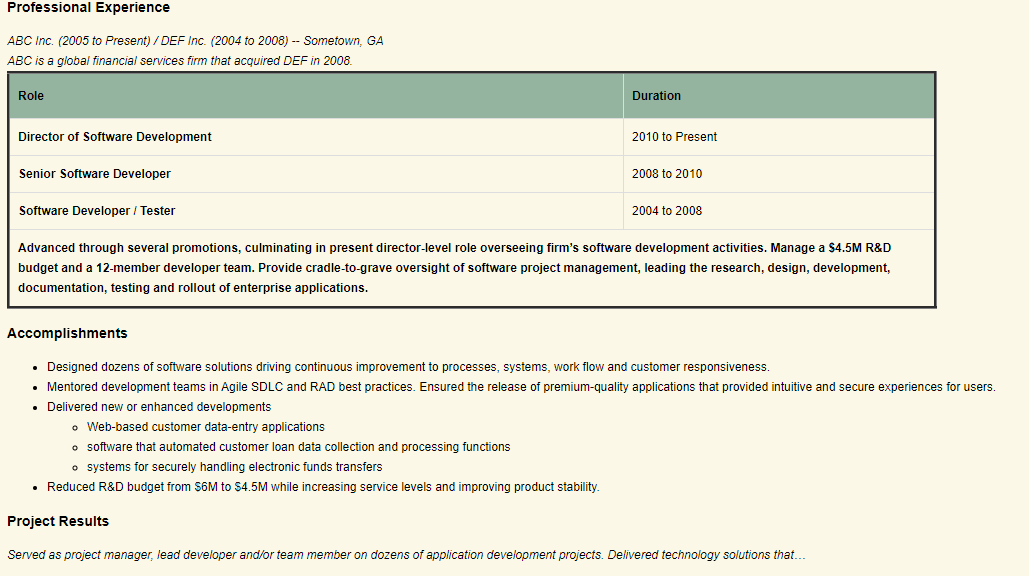 Professional Experience
ABC Inc. (2005 to Present) / DEF Inc. (2004 to 2008) -- Sometown, GA
ABC is a global financial services firm that acquired DEF in 2008.
Role Duration
Director of Software Development 2010 to Present
Senior Software Developer 2008 to 2010
Software Developer / Tester 2004 to 2008
Advanced through several promotions, culminating in present director-level role overseeing firm's software development activities. Manage a $4.5M R&D
budget and a 12-member developer team. Provide cradle-to-grave oversight of software project management, leading the research, design, development,
documentation, testing and rollout of enterprise applications.
Accomplishments
• Designed dozens of software solutions driving continuous improvement to processes, systems, work flow and customer responsiveness.
• Mentored development teams in Agile SDLC and RAD best practices. Ensured the release of premium-quality applications that provided intuitive and secure experiences for users.
• Delivered new or enhanced developments
◦ Web-based customer data-entry applications
◦ software that automated customer loan data collection and processing functions
◦ systems for securely handling electronic funds transfers
• Reduced R&D budget from $6M to $4.5M while increasing service levels and improving product stability.
Project Results
Served as project manager, lead developer and/or team member on dozens of application development projects. Delivered technology solutions that…